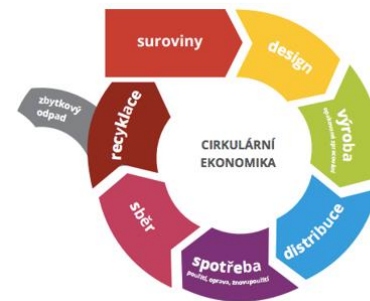 suroviny
design
výroba
distribuce
spotřeba
použití, oprava, znovupoužití
sběr
recyklace
zbytkový
odpad
CIRKULÁRNÍ
EKONOMIKA